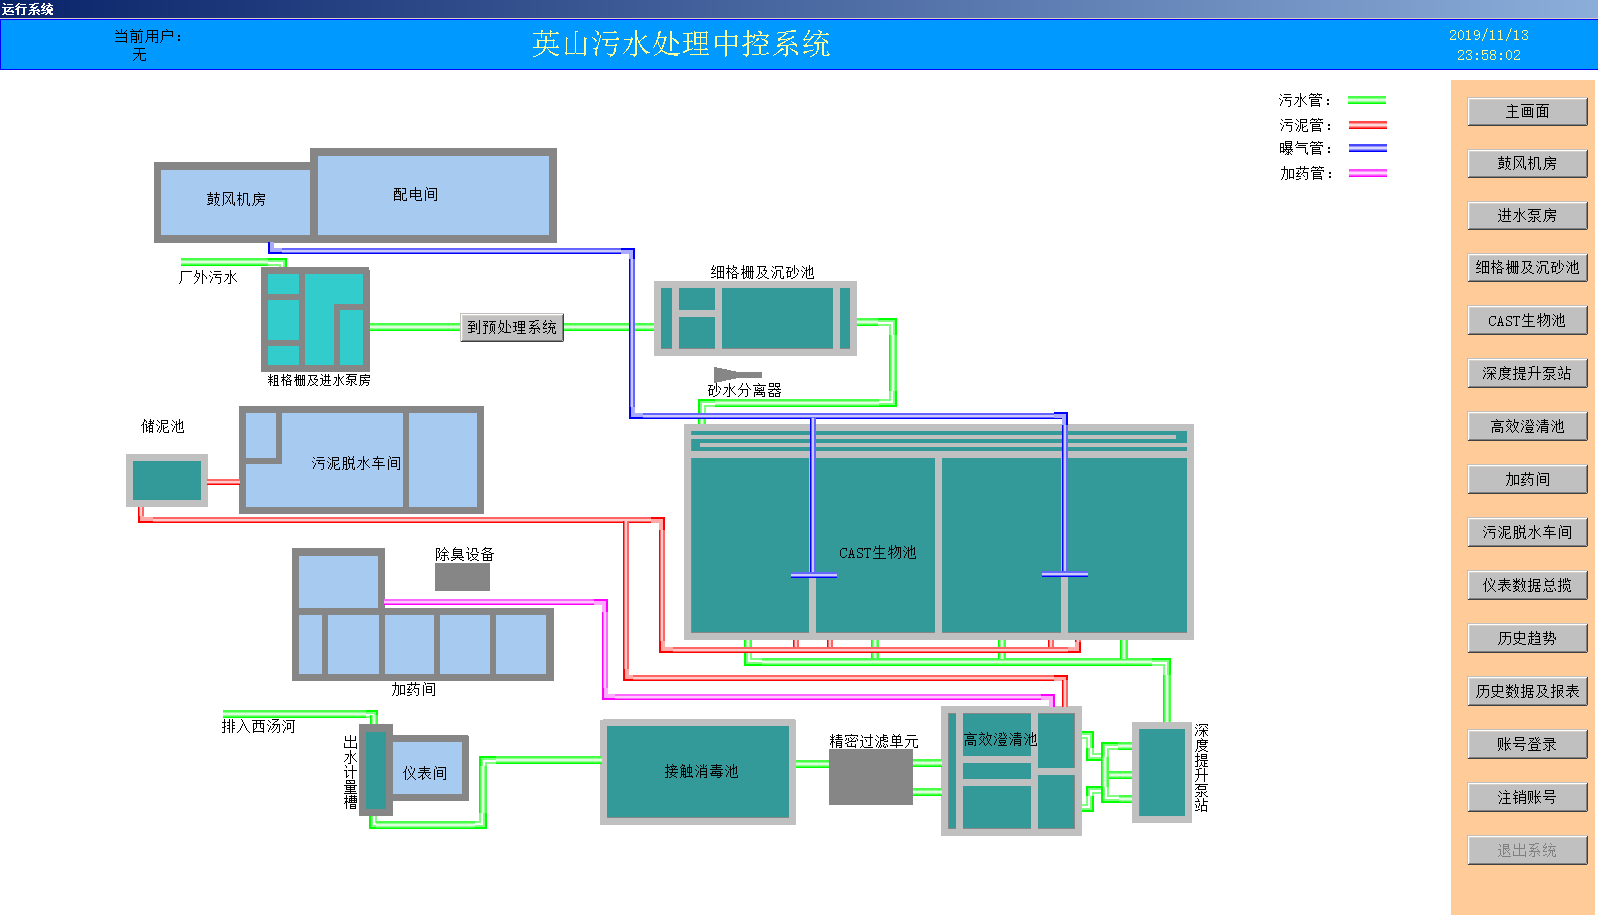 运行系统
当前用户：
无
英山污水处理中控系统
2019/11/13
23:58:02
污水管：
污泥管：
曝气管：
加药管：
主画面
鼓风机房
进水泵房
细格栅及沉砂池
CAST生物池
深度提升泵站
高效澄清池
加药间
污泥脱水车间
仪表数据总揽
历史趋势
历史数据及报表
账号登录
注销账号
退出系统
鼓风机房
配电间
厂外污水
粗格栅及进水泵房
到预处理系统
细格栅及沉砂池
砂水分离器
储泥池
污泥脱水车间
CAST生物池
除臭设备
加药间
排入西汤河
出水计量槽
仪表间
接触消毒池
精密过滤单元
高效澄清池
深度提升泵站